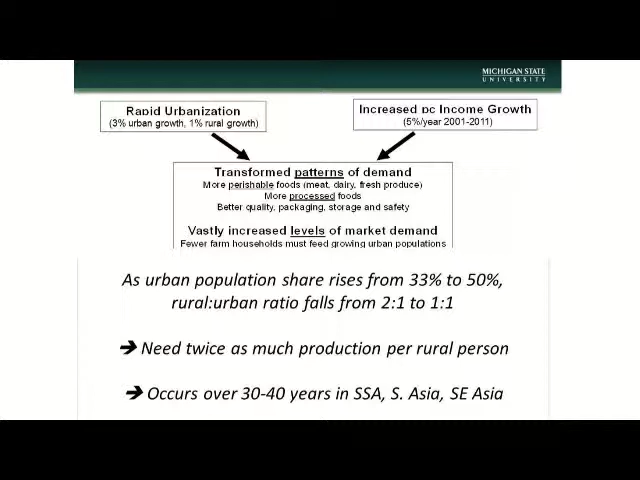 MICHIGAN STATE
UNIVERSITY
Rapid Urbanization
(3% urban growth, 1% rural growth)
Increased pc Income Growth
(5%/year 2001-2011)
Transformed patterns of demand
More perishable foods (meat, dairy, fresh produce)
More processed foods
Better quality, packaging, storage and safety
Vastly increased levels of market demand
Fewer farm households must feed growing urban populations
As urban population share rises from 33% to 50%,
rural:urban ratio falls from 2:1 to 1:1
➔ Need twice as much production per rural person
➔ Occurs over 30-40 years in SSA, S. Asia, SE Asia